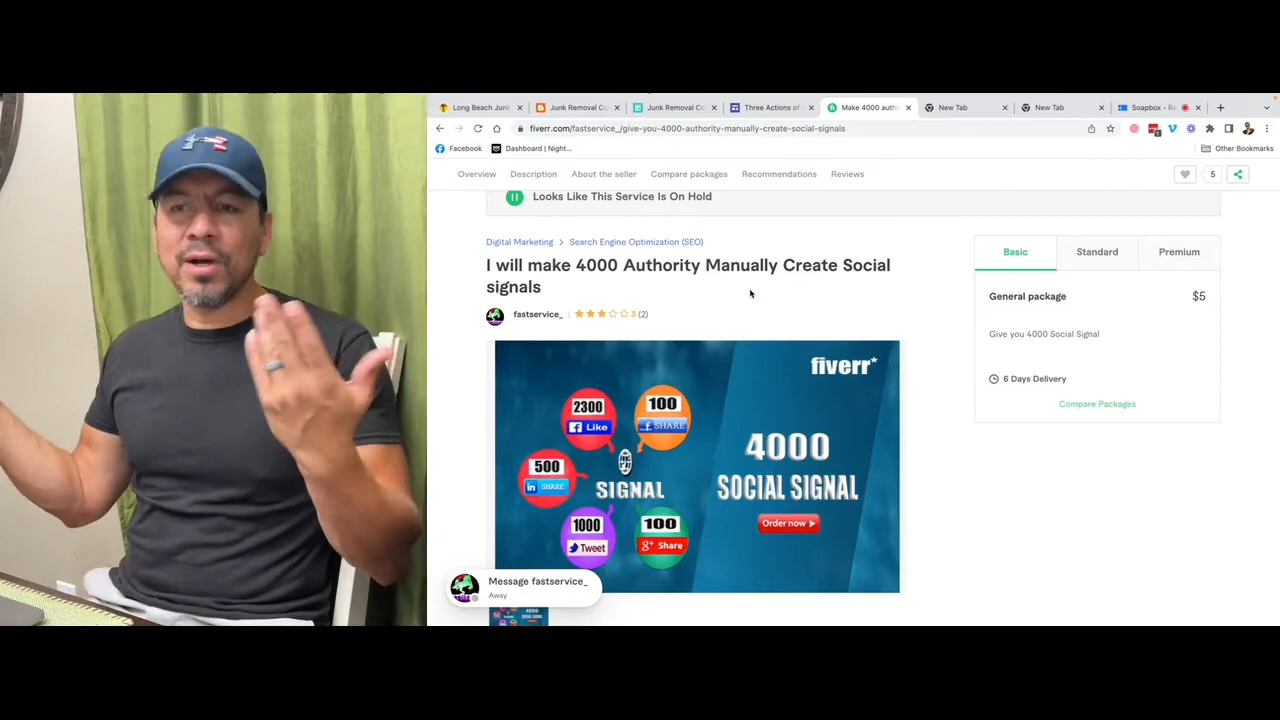 Long Beach Junk
Junk Removal Co
Junk Removal Co
Three Actions of
Make 4000 auth
New Tab
New Tab
Soapbox - Re
fiverr.com/fastservice_/give-you-4000-authority-manually-create-social-signals
Facebook
Dashboard | Night...
Other Bookmarks
Overview
Description
About the seller
Compare packages
Recommendations
Reviews
5
Looks Like This Service Is On Hold
Digital Marketing > Search Engine Optimization (SEO)
I will make 4000 Authority Manually Create Social
signals
fastservice_ 3 (2)
fiverr*
2300
Like
100
SHARE
500
in SHARE
SIGNAL
1000
Tweet
100
g+ Share
4000
SOCIAL SIGNAL
Order now
Message fastservice_
Away
Basic
Standard
Premium
General package
$5
Give you 4000 Social Signal
6 Days Delivery
Compare Packages